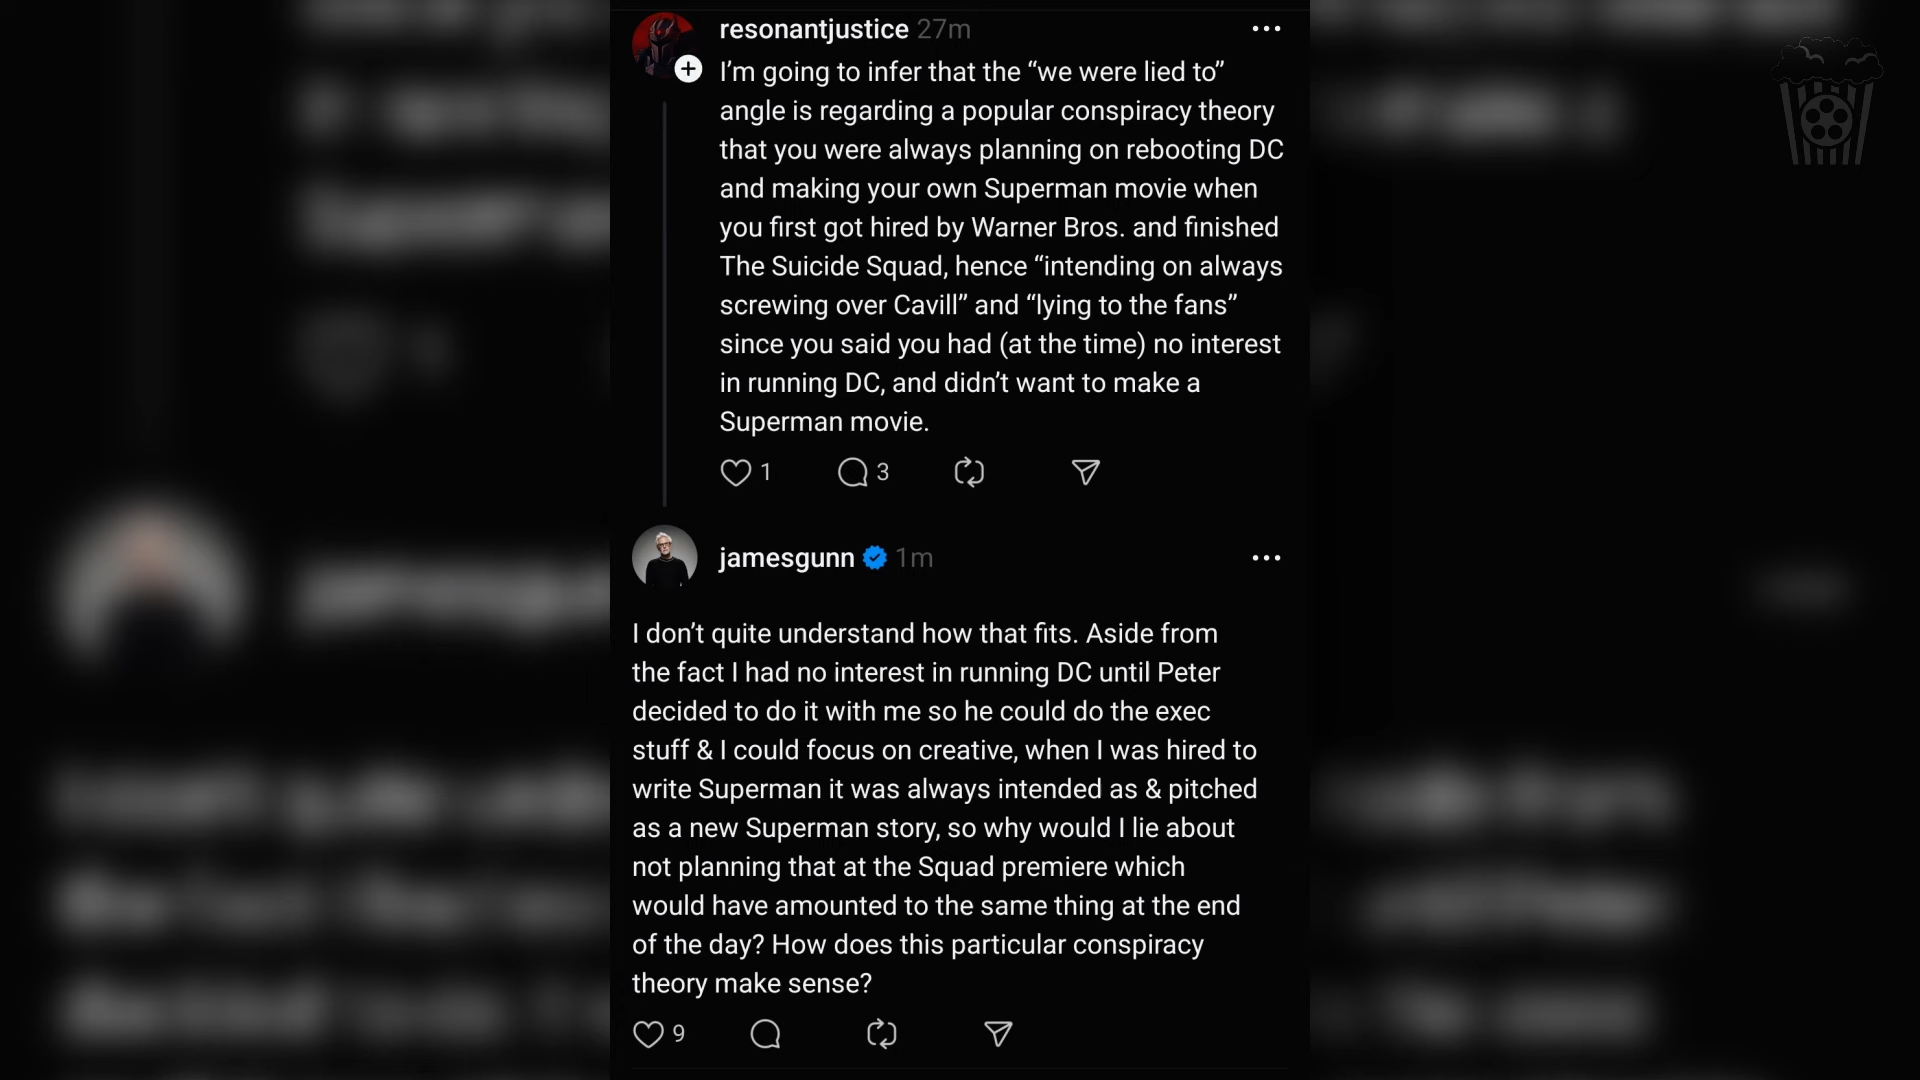 resonantjustice 27m
I’m going to infer that the “we were lied to”
angle is regarding a popular conspiracy theory
that you were always planning on rebooting DC
and making your own Superman movie when
you first got hired by Warner Bros. and finished
The Suicide Squad, hence “intending on always
screwing over Cavill” and “lying to the fans”
since you said you had (at the time) no interest
in running DC, and didn’t want to make a
Superman movie.
1 3
jamesgunn 1m
I don’t quite understand how that fits. Aside from
the fact I had no interest in running DC until Peter
decided to do it with me so he could do the exec
stuff & I could focus on creative, when I was hired to
write Superman it was always intended as & pitched
as a new Superman story, so why would I lie about
not planning that at the Squad premiere which
would have amounted to the same thing at the end
of the day? How does this particular conspiracy
theory make sense?
9